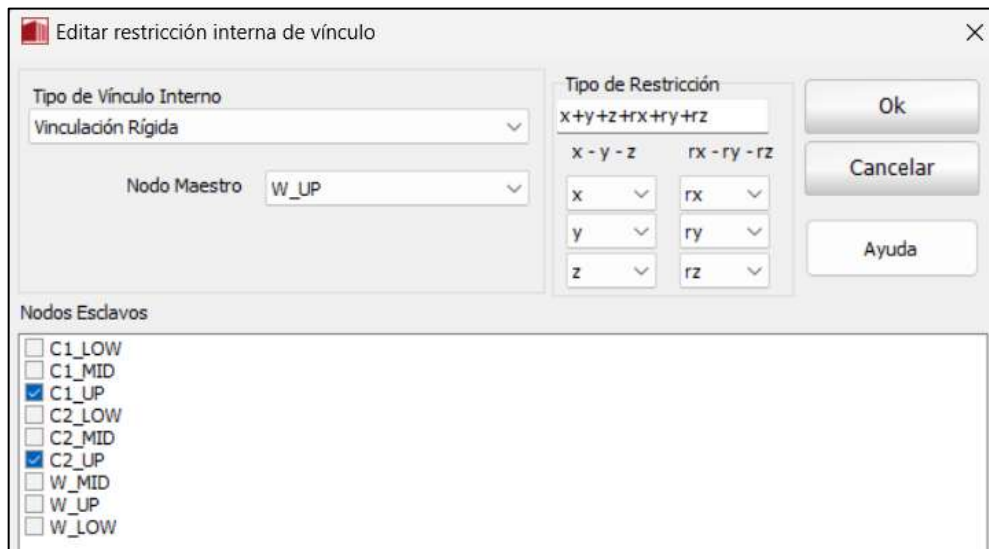 Editar restricción interna de vínculo
Tipo de Vínculo Interno
Vinculación Rígida
Nodo Maestro W_UP
Tipo de Restricción
x+y+z+rx+ry+rz
x - y - z rx - ry - rz
x rx
y ry
z rz
Ok
Cancelar
Ayuda
Nodos Esclavos
C1_LOW
C1_MID
C1_UP
C2_LOW
C2_MID
C2_UP
W_MID
W_UP
W_LOW